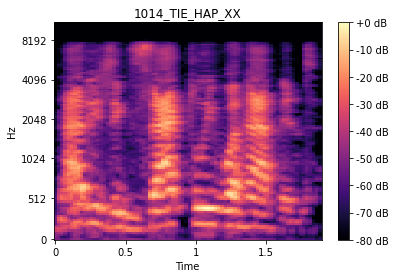 1014_TIE_HAP_XX
+0 dB
8192
-10 dB
4096
-20 dB
-30 dB
2048
Hz
-40 dB
1024
-50 dB
512
-60 dB
-70 dB
0
-80 dB
0
0.5
1
1.5
Time